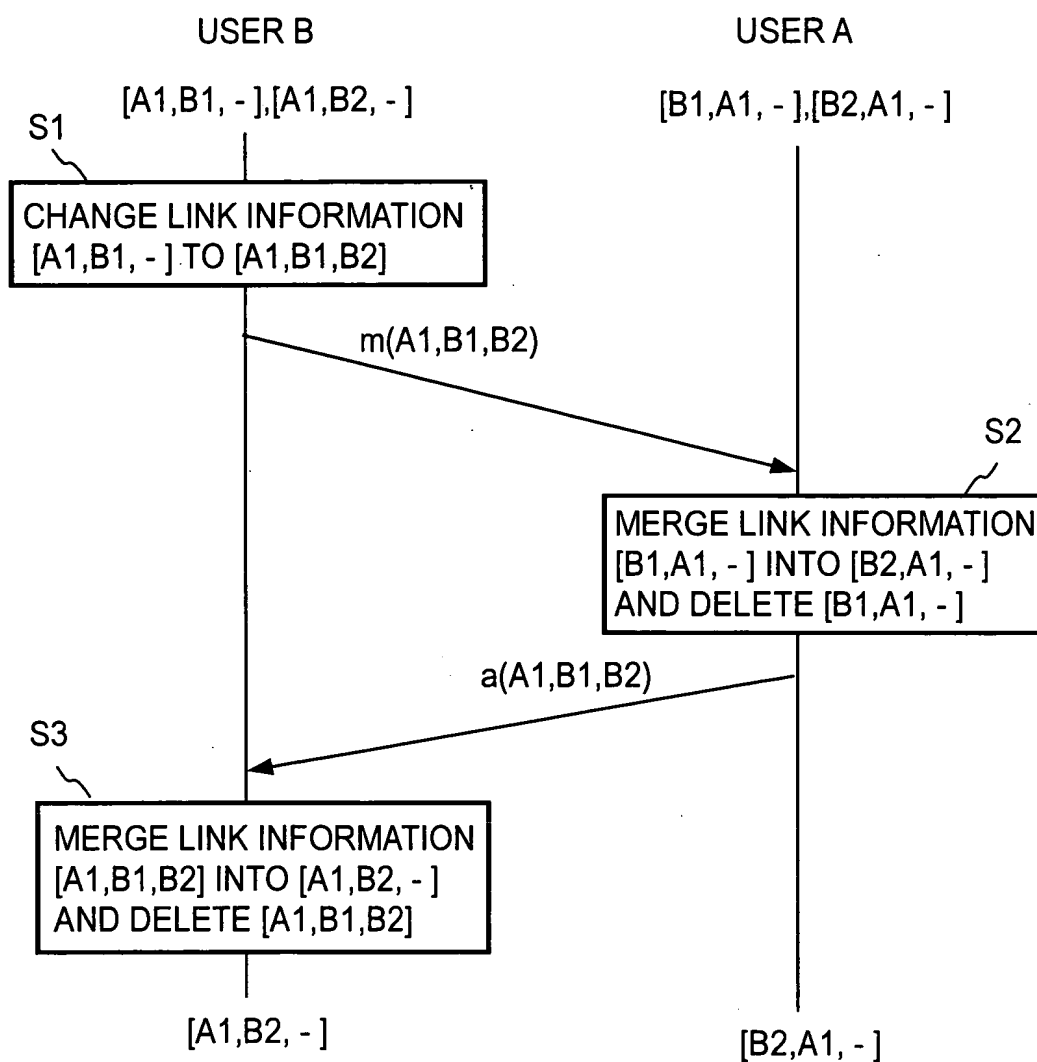 USER B
USER A
[A1,B1, - ],[A1,B2, - ]
[B1,A1, - ],[B2,A1, - ]
S1
CHANGE LINK INFORMATION
[A1,B1, - ] TO [A1,B1,B2]
m(A1,B1,B2)
S2
MERGE LINK INFORMATION
[B1,A1, - ] INTO [B2,A1, - ]
AND DELETE [B1,A1, - ]
a(A1,B1,B2)
S3
MERGE LINK INFORMATION
[A1,B1,B2] INTO [A1,B2, - ]
AND DELETE [A1,B1,B2]
[A1,B2, - ]
[B2,A1, - ]